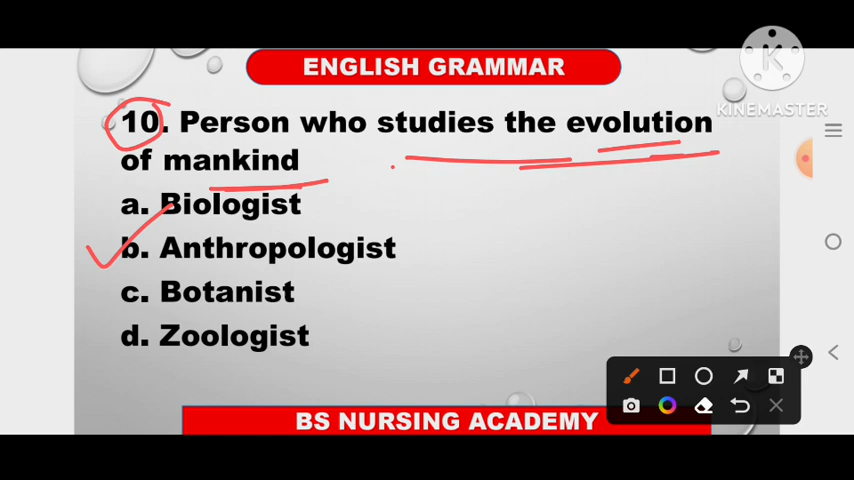 ENGLISH GRAMMAR
KINEMASTER
10. Person who studies the evolution
of mankind
a. Biologist
b. Anthropologist
c. Botanist
d. Zoologist
BS NURSING ACADEMY